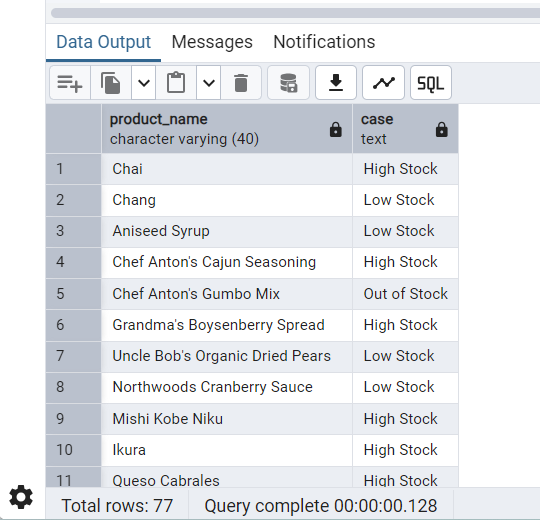 Data Output Messages Notifications
SQL
product_name case
character varying (40) text
1 Chai High Stock
2 Chang Low Stock
3 Aniseed Syrup Low Stock
4 Chef Anton's Cajun Seasoning High Stock
5 Chef Anton's Gumbo Mix Out of Stock
6 Grandma's Boysenberry Spread High Stock
7 Uncle Bob's Organic Dried Pears Low Stock
8 Northwoods Cranberry Sauce Low Stock
9 Mishi Kobe Niku High Stock
10 Ikura High Stock
11 Queso Cabrales High Stock
Total rows: 77 Query complete 00:00:00.128